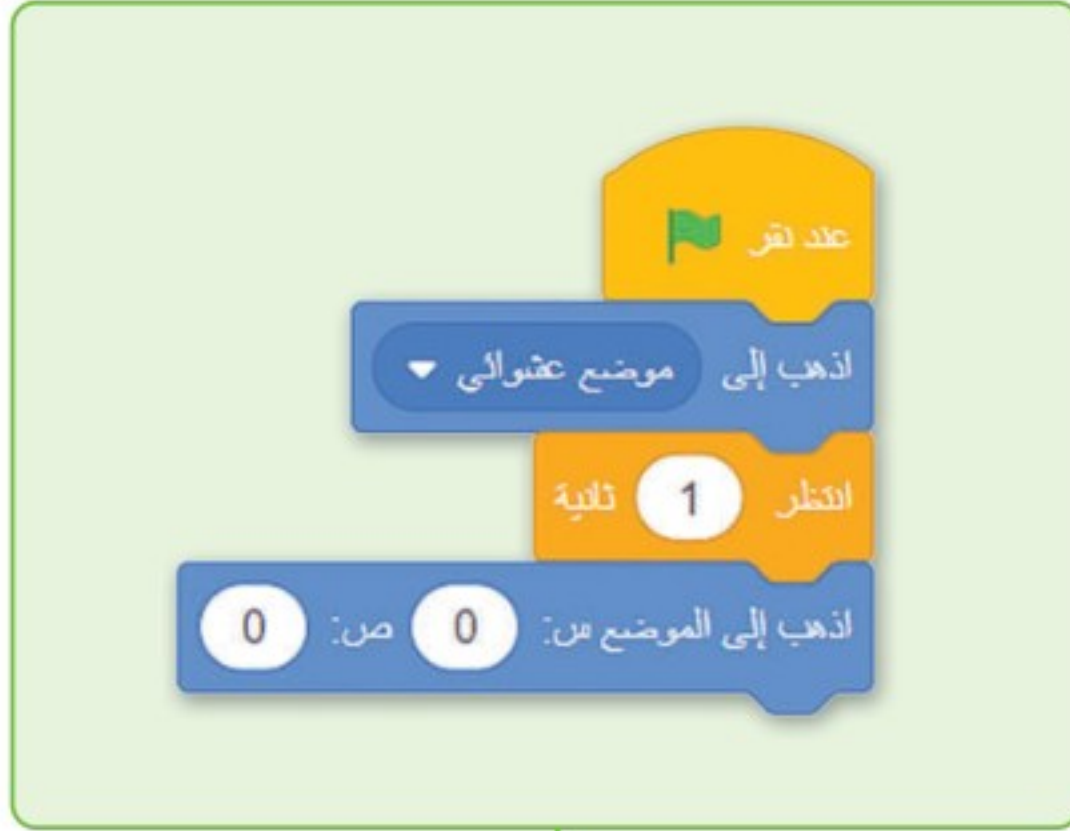 عند نقر
اذهب إلى موضع عشوائي
انتظر 1 ثانية
اذهب إلى الموضع س: 0 ص: 0